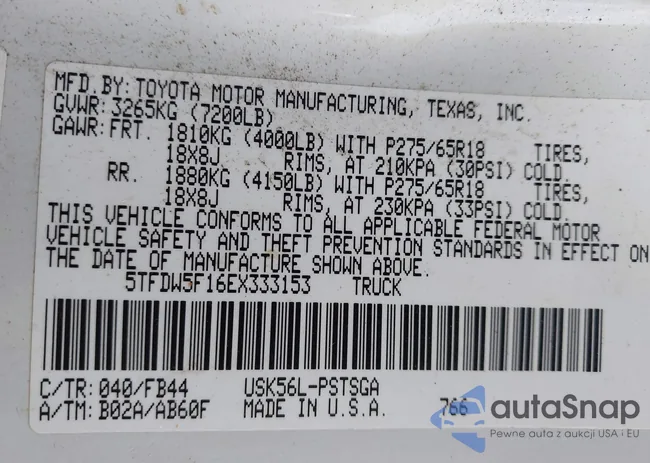 MFD.BY: TOYOTA MOTOR MANUFACTURING, TEXAS, INC.
GVWR: 3265KG (7200LB)
GAWR: FRT. 1810KG (4000LB) WITH P275/65R18 TIRES,
18X8J RIMS, AT 210KPA (30PSI) COLD.
RR. 1880KG (4150LB) WITH P275/65R18 TIRES,
18X8J RIMS, AT 230KPA (33PSI) COLD.
THIS VEHICLE CONFORMS TO ALL APPLICABLE FEDERAL MOTOR
VEHICLE SAFETY AND THEFT PREVENTION STANDARDS IN EFFECT ON
THE DATE OF MANUFACTURE SHOWN ABOVE.
5TFDW5F16EX333153 TRUCK
C/TR: 040/FB44 USK56L-PSTSGA
A/TM: B02A/AB60F MADE IN U.S.A. 766
autaSnap
Pewne auta z aukcji USA i EU